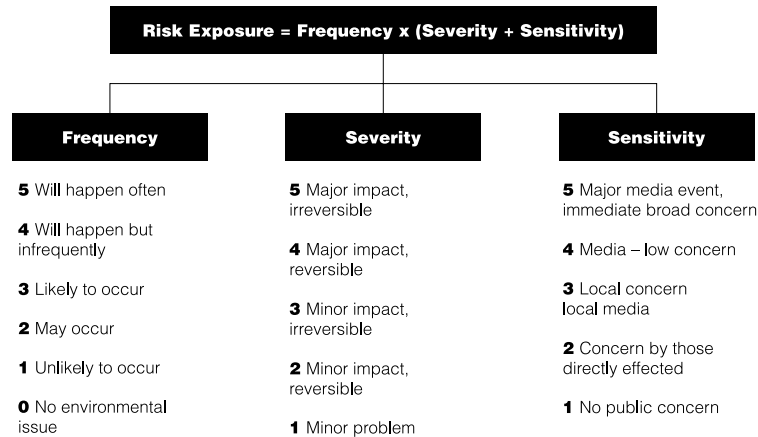 Risk Exposure = Frequency x (Severity + Sensitivity)
Frequency
5 Will happen often
4 Will happen but
infrequently
3 Likely to occur
2 May occur
1 Unlikely to occur
0 No environmental
issue
Severity
5 Major impact,
irreversible
4 Major impact,
reversible
3 Minor impact,
irreversible
2 Minor impact,
reversible
1 Minor problem
Sensitivity
5 Major media event,
immediate broad concern
4 Media – low concern
3 Local concern
local media
2 Concern by those
directly effected
1 No public concern